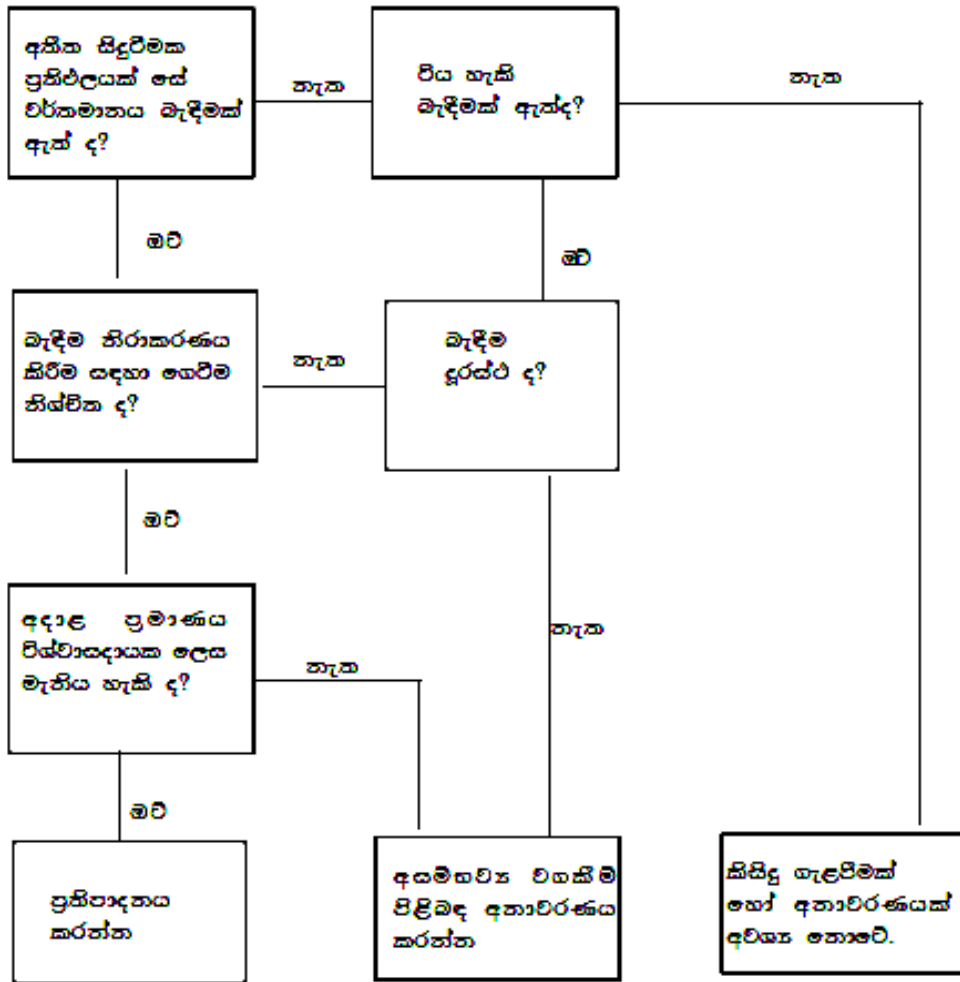 අතීත සිදුවීමක
ප්‍රතිඵලයක් සේ
වර්තමානය බැඳීමක්
ඇත් ද?
නැත
විය හැකි
බැඳීමක් ඇත්ද?
නැත
ඔව්
ඔව්
බැඳීම නිරාකරණය
කිරීම සඳහා ගෙවීම
නිශ්චිත ද?
නැත
බැඳීම
දුරස්ථ ද?
ඔව්
අදාළ ප්‍රමාණය
විශ්වාසදායක ලෙස
මැනිය හැකි ද?
නැත
නැත
ඔව්
ප්‍රතිපාදනය
කරන්න
අසම්භව්‍ය වගකීම්
පිළිබඳ අනාවරණය
කරන්න
කිසිදු ගැළපීමක්
හෝ අනාවරණයක්
අවශ්‍ය නොවේ.